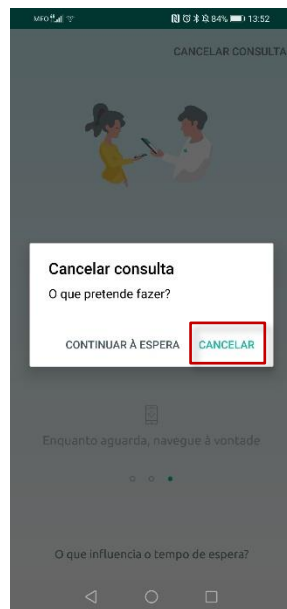 MEO 84% 13:52
CANCELAR CONSULTA
Cancelar consulta
O que pretende fazer?
CONTINUAR À ESPERA CANCELAR
Enquanto aguarda, navegue à vontade
O que influencia o tempo de espera?